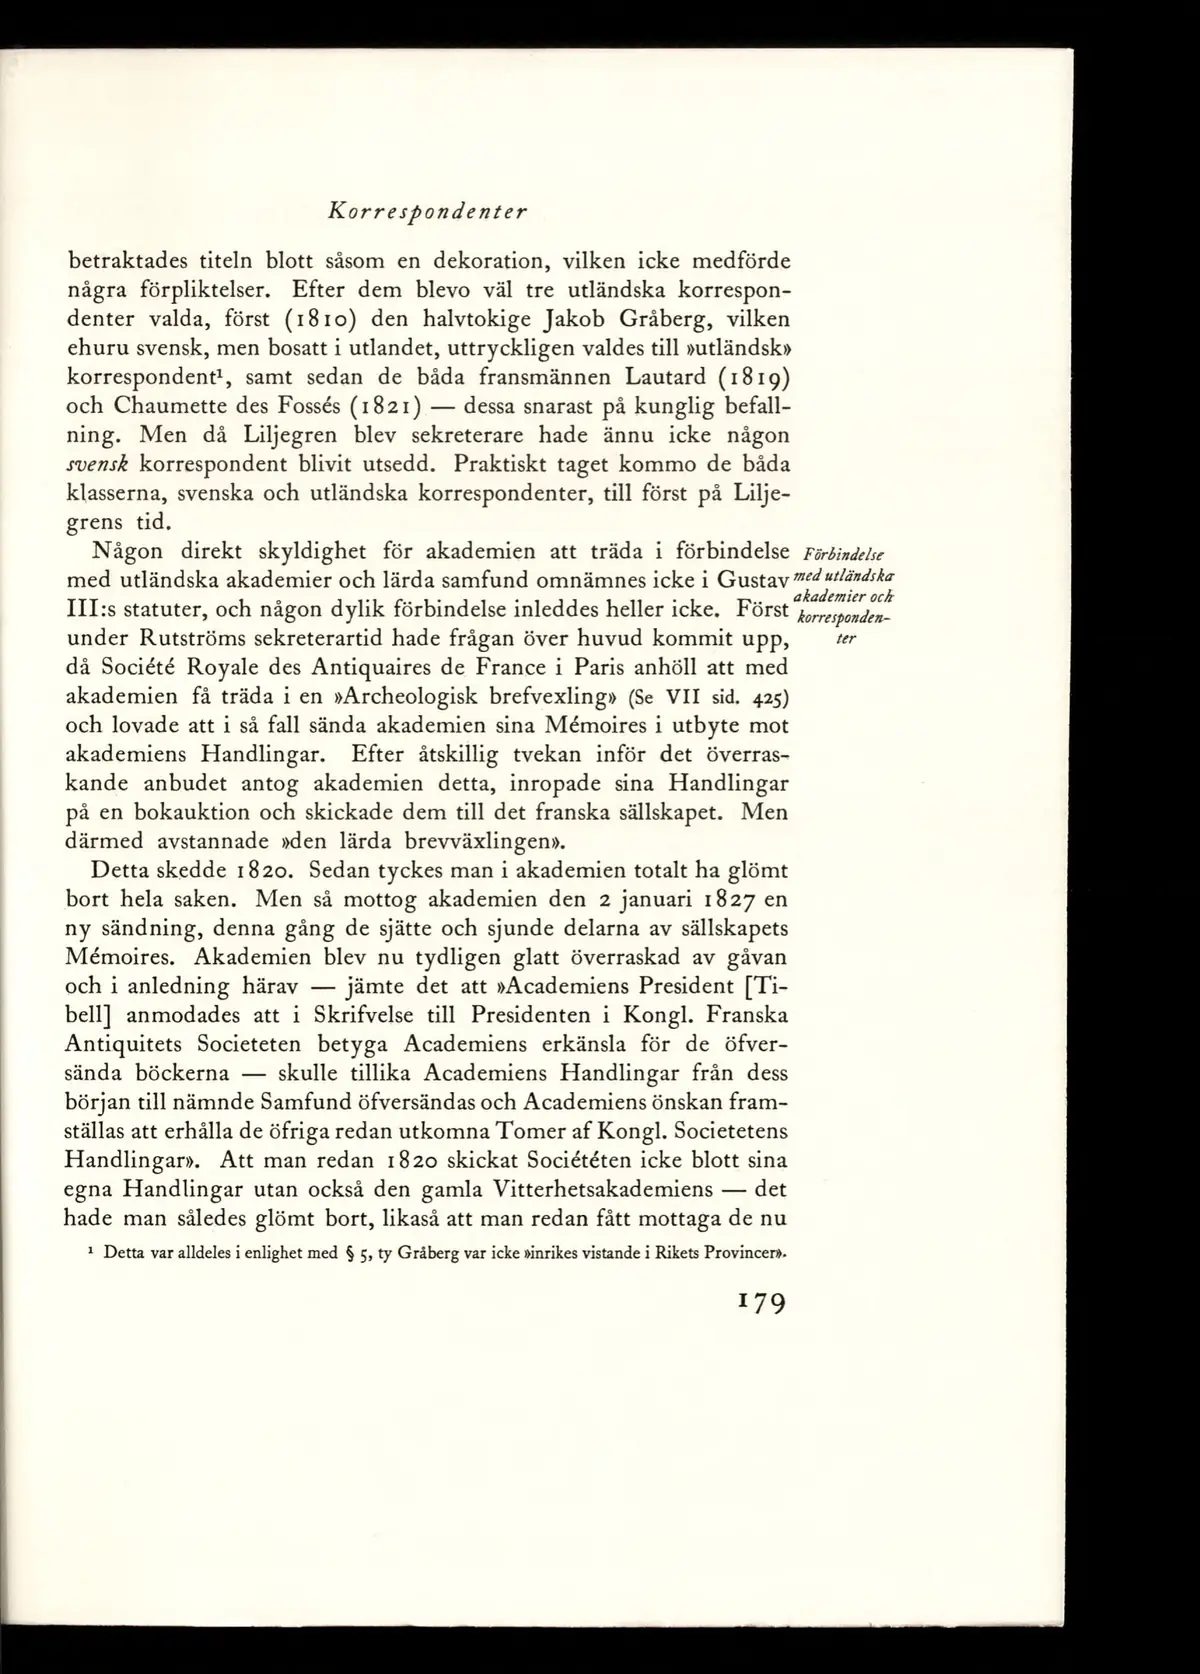 Korrespondenter
betraktades titeln blott såsom en dekoration, vilken icke medförde
några förpliktelser. Efter dem blevo väl tre utländska korrespon-
denter valda, först (1810) den halvtokige Jakob Gråberg, vilken
ehuru svensk, men bosatt i utlandet, uttryckligen valdes till »utländsk»
korrespondent¹, samt sedan de båda fransmännen Lautard (1819)
och Chaumette des Fossés (1821) — dessa snarast på kunglig befall-
ning. Men då Liljegren blev sekreterare hade ännu icke någon
svensk korrespondent blivit utsedd. Praktiskt taget kommo de båda
klasserna, svenska och utländska korrespondenter, till först på Lilje-
grens tid.
Någon direkt skyldighet för akademien att träda i förbindelse
med utländska akademier och lärda samfund omnämnes icke i Gustav
III:s statuter, och någon dylik förbindelse inleddes heller icke. Först
under Rutströms sekreterartid hade frågan över huvud kommit upp,
då Société Royale des Antiquaires de France i Paris anhöll att med
akademien få träda i en »Archeologisk brefvexling» (Se VII sid. 425)
och lovade att i så fall sända akademien sina Mémoires i utbyte mot
akademiens Handlingar. Efter åtskillig tvekan inför det överras-
kande anbudet antog akademien detta, inropade sina Handlingar
på en bokauktion och skickade dem till det franska sällskapet. Men
därmed avstannade »den lärda brevväxlingen».
Förbindelse
med utländska
akademier och
korresponden-
ter
Detta skedde 1820. Sedan tyckes man i akademien totalt ha glömt
bort hela saken. Men så mottog akademien den 2 januari 1827 en
ny sändning, denna gång de sjätte och sjunde delarna av sällskapets
Mémoires. Akademien blev nu tydligen glatt överraskad av gåvan
och i anledning härav — jämte det att »Academiens President [Ti-
bell] anmodades att i Skrifvelse till Presidenten i Kongl. Franska
Antiquitets Societeten betyga Academiens erkänsla för de öfver-
sända böckerna — skulle tillika Academiens Handlingar från dess
början till nämnde Samfund öfversändas och Academiens önskan fram-
ställas att erhålla de öfriga redan utkomna Tomer af Kongl. Societetens
Handlingar». Att man redan 1820 skickat Sociététen icke blott sina
egna Handlingar utan också den gamla Vitterhetsakademiens — det
hade man således glömt bort, likaså att man redan fått mottaga de nu
¹ Detta var alldeles i enlighet med § 5, ty Gråberg var icke »inrikes vistande i Rikets Provincer».
179